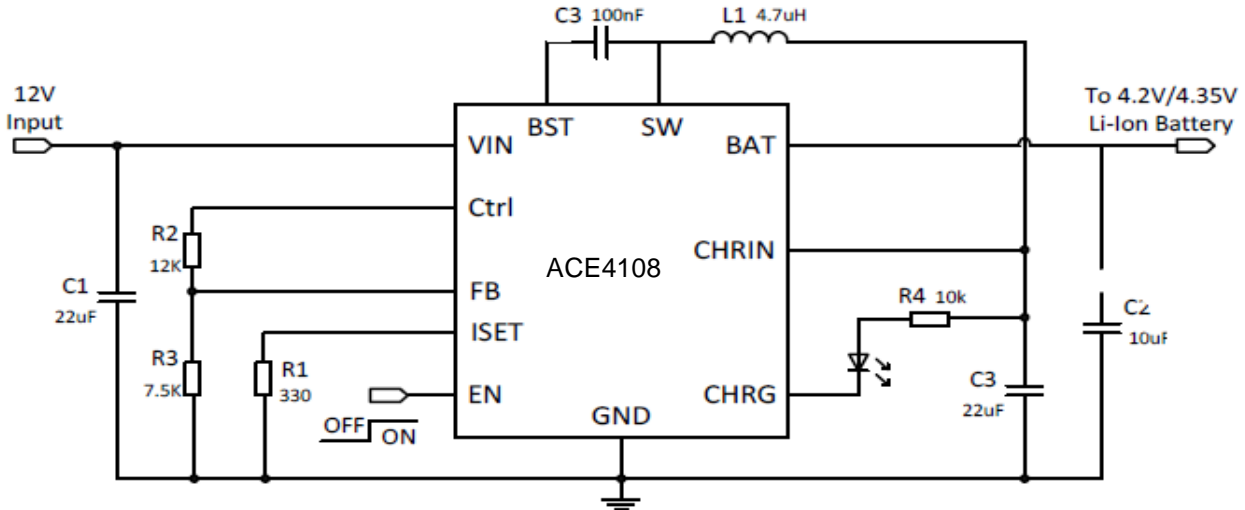 C3 100nF
L1 4.7uH
12V
Input
To 4.2V/4.35V
Li-Ion Battery
BST
SW
VIN
BAT
Ctrl
R2
12K
CHRIN
ACE4108
C1
22uF
FB
R4 10k
ISET
C2
10uF
R3
7.5K
R1
330
EN
CHRG
C3
22uF
GND
OFF
ON